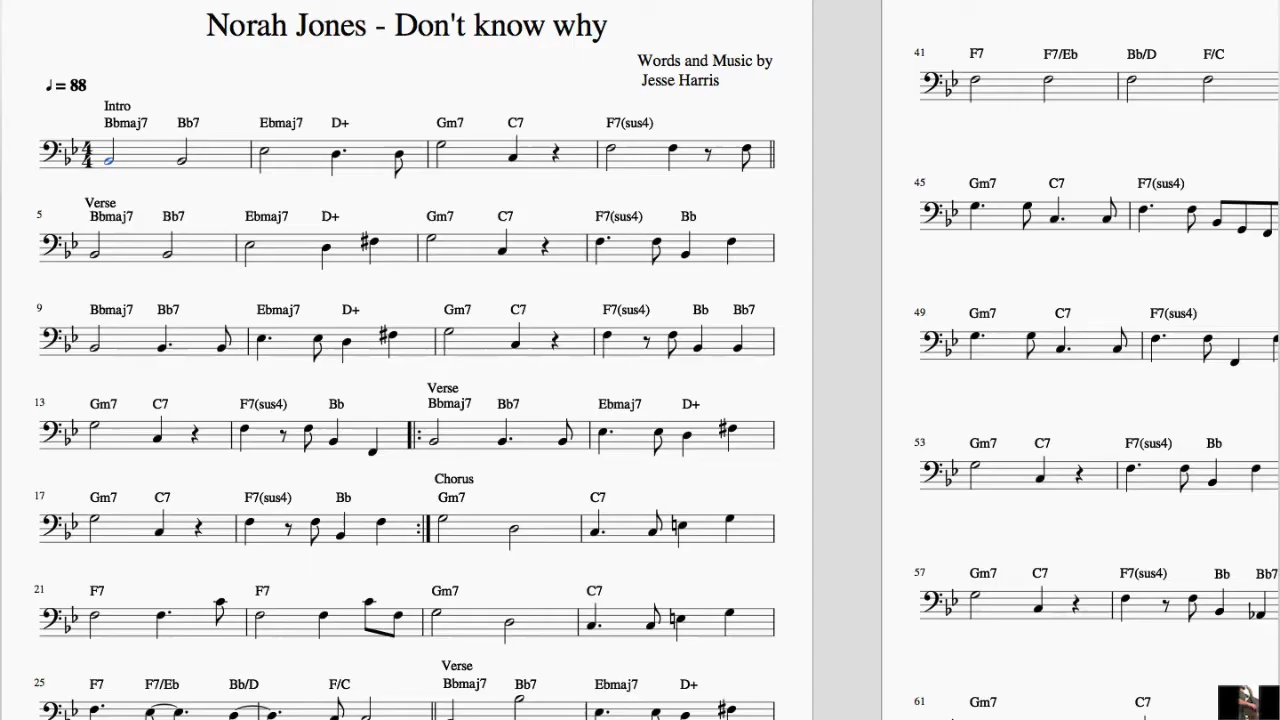 Norah Jones - Don't know why
Words and Music by
Jesse Harris
♩ = 88
Intro
Bbmaj7 Bb7 Ebmaj7 D+ Gm7 C7 F7(sus4)
4
4
5
Verse
Bbmaj7 Bb7 Ebmaj7 D+ Gm7 C7 F7(sus4) Bb
9
Bbmaj7 Bb7 Ebmaj7 D+ Gm7 C7 F7(sus4) Bb Bb7
Verse
13
Gm7 C7 F7(sus4) Bb Bbmaj7 Bb7 Ebmaj7 D+
Chorus
17
Gm7 C7 F7(sus4) Bb Gm7 C7
21
F7 F7 Gm7 C7
Verse
25
F7 F7/Eb Bb/D F/C Bbmaj7 Bb7 Ebmaj7 D+
41
F7 F7/Eb Bb/D F/C
45
Gm7 C7 F7(sus4)
49
Gm7 C7 F7(sus4)
53
Gm7 C7 F7(sus4) Bb
57
Gm7 C7 F7(sus4) Bb Bb7
61
Gm7 C7